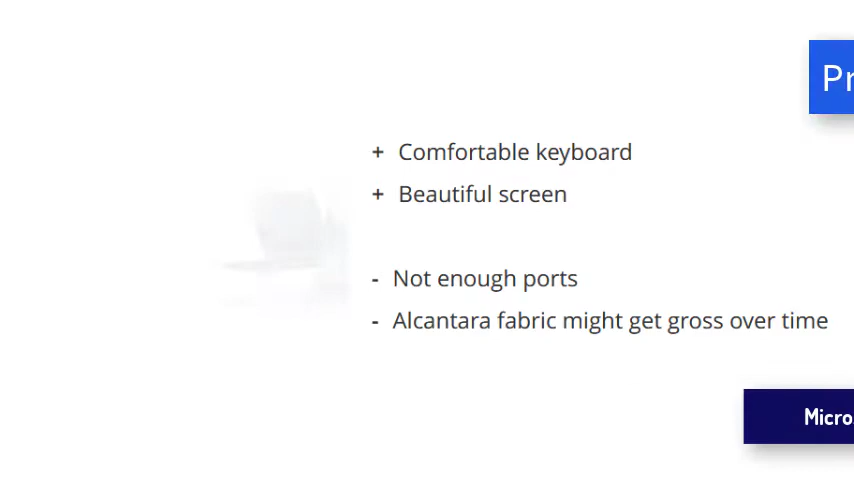 Pr
+ Comfortable keyboard
+ Beautiful screen
- Not enough ports
- Alcantara fabric might get gross over time
Micro